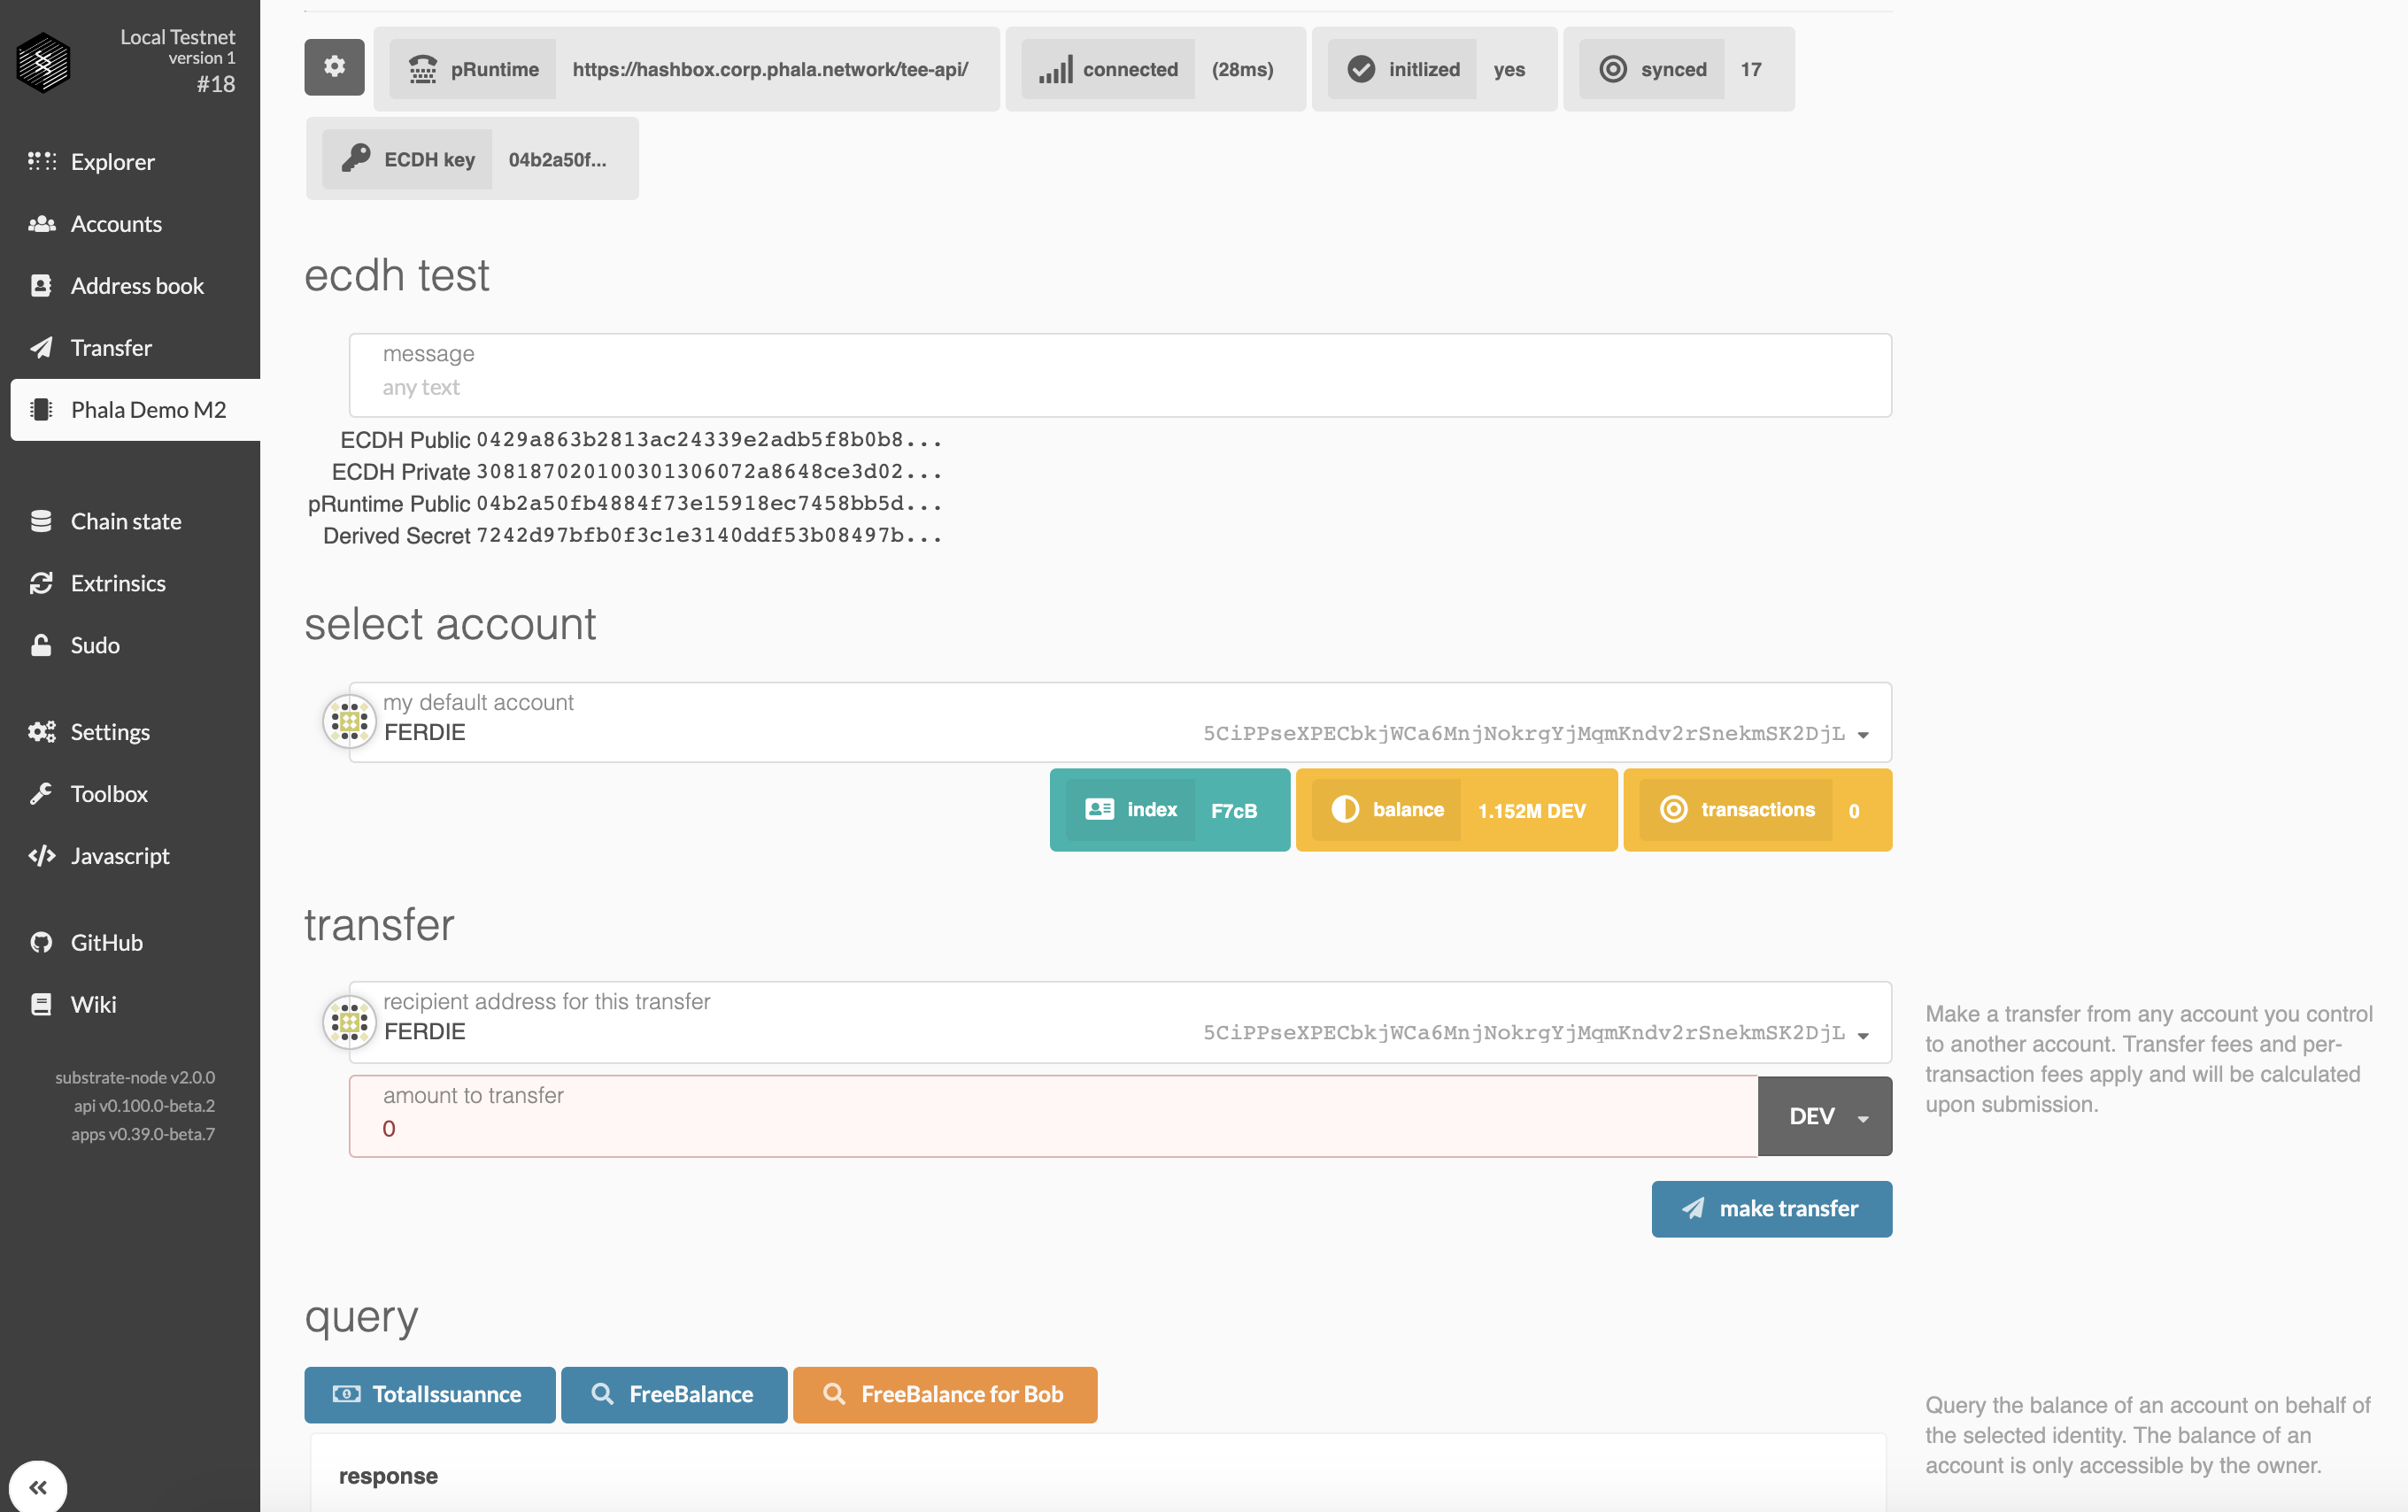 Local Testnet
version 1
#18
Explorer
Accounts
Address book
Transfer
Phala Demo M2
Chain state
Extrinsics
Sudo
Settings
Toolbox
Javascript
GitHub
Wiki
substrate-node v2.0.0
api v0.100.0-beta.2
apps v0.39.0-beta.7
pRuntime https://hashbox.corp.phala.network/tee-api/ connected (28ms) initlized yes synced 17
ECDH key 04b2a50f...
ecdh test
message
any text
ECDH Public 0429a863b2813ac24339e2adb5f8b0b8...
ECDH Private 308187020100301306072a8648ce3d02...
pRuntime Public 04b2a50fb4884f73e15918ec7458bb5d...
Derived Secret 7242d97bfb0f3c1e3140ddf53b08497b...
select account
my default account
FERDIE 5CiPPseXPECbkjWCa6MnjNokrgYjMqmKndv2rSnekmSK2DjL
index F7cB balance 1.152M DEV transactions 0
transfer
recipient address for this transfer
FERDIE 5CiPPseXPECbkjWCa6MnjNokrgYjMqmKndv2rSnekmSK2DjL
amount to transfer
0
DEV
make transfer
Make a transfer from any account you control
to another account. Transfer fees and per-
transaction fees apply and will be calculated
upon submission.
query
TotalIssuannce FreeBalance FreeBalance for Bob
response
Query the balance of an account on behalf of
the selected identity. The balance of an
account is only accessible by the owner.